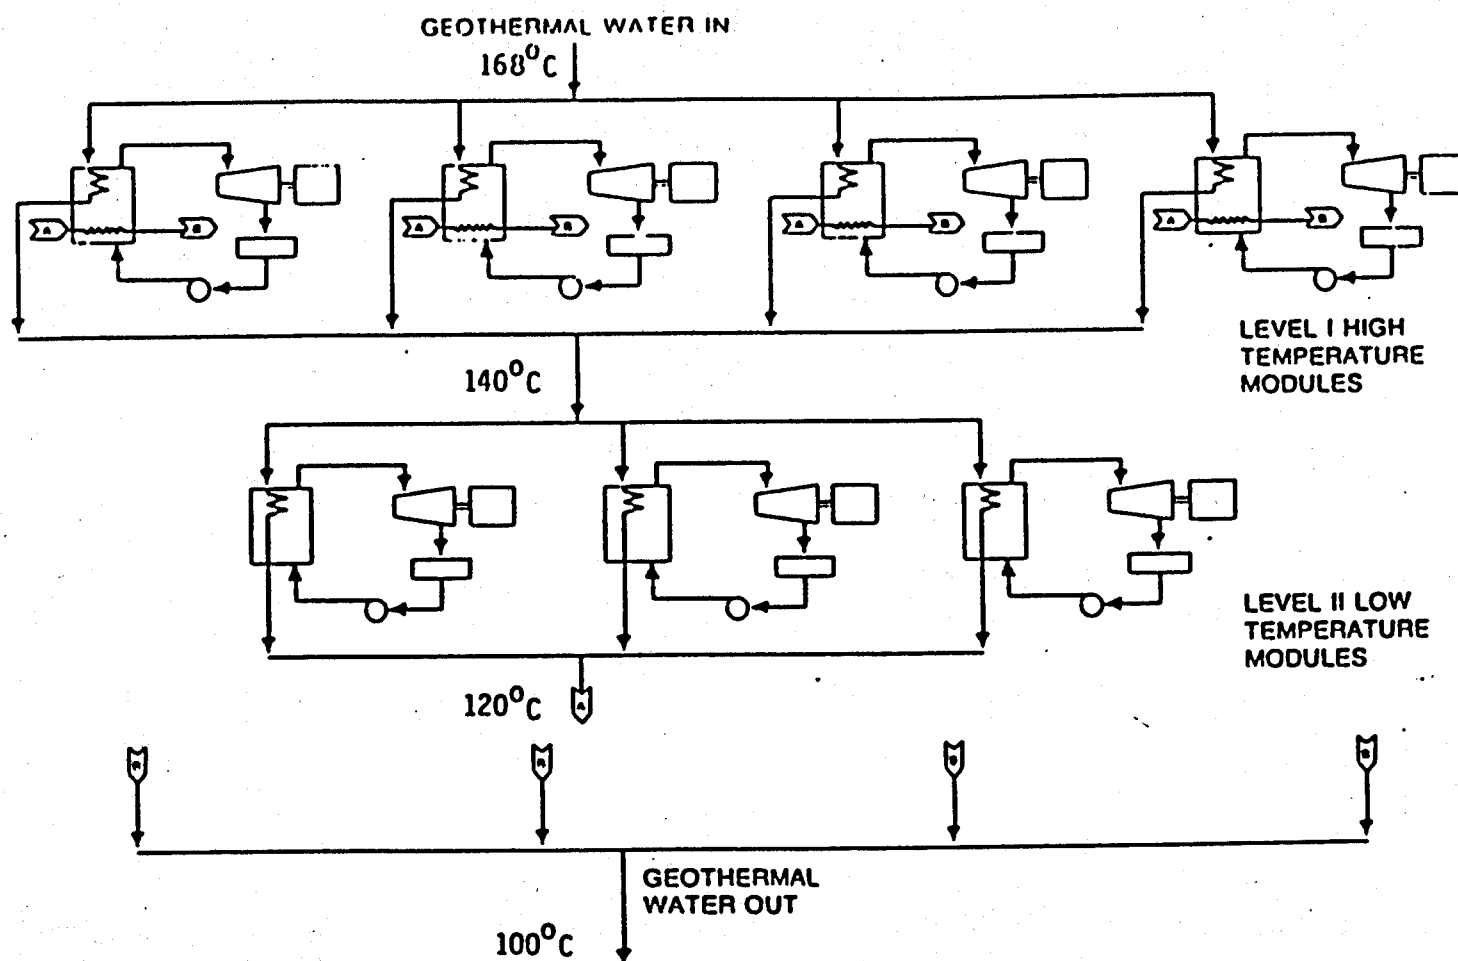 GEOTHERMAL WATER IN
168°C
A B A B A B A B
LEVEL I HIGH
TEMPERATURE
MODULES
140°C
LEVEL II LOW
TEMPERATURE
MODULES
120°C A
B B B B
GEOTHERMAL
WATER OUT
100°C